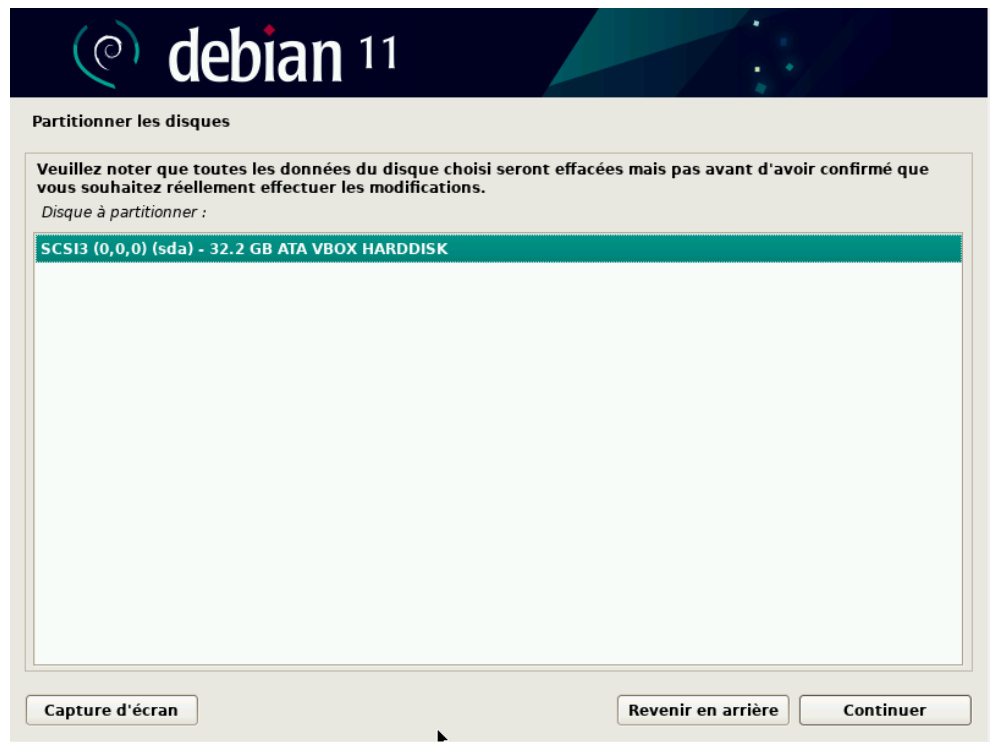 debian 11
Partitionner les disques
Veuillez noter que toutes les données du disque choisi seront effacées mais pas avant d'avoir confirmé que
vous souhaitez réellement effectuer les modifications.
Disque à partitionner :
SCSI3 (0,0,0) (sda) - 32.2 GB ATA VBOX HARDDISK
Capture d'écran
Revenir en arrière
Continuer